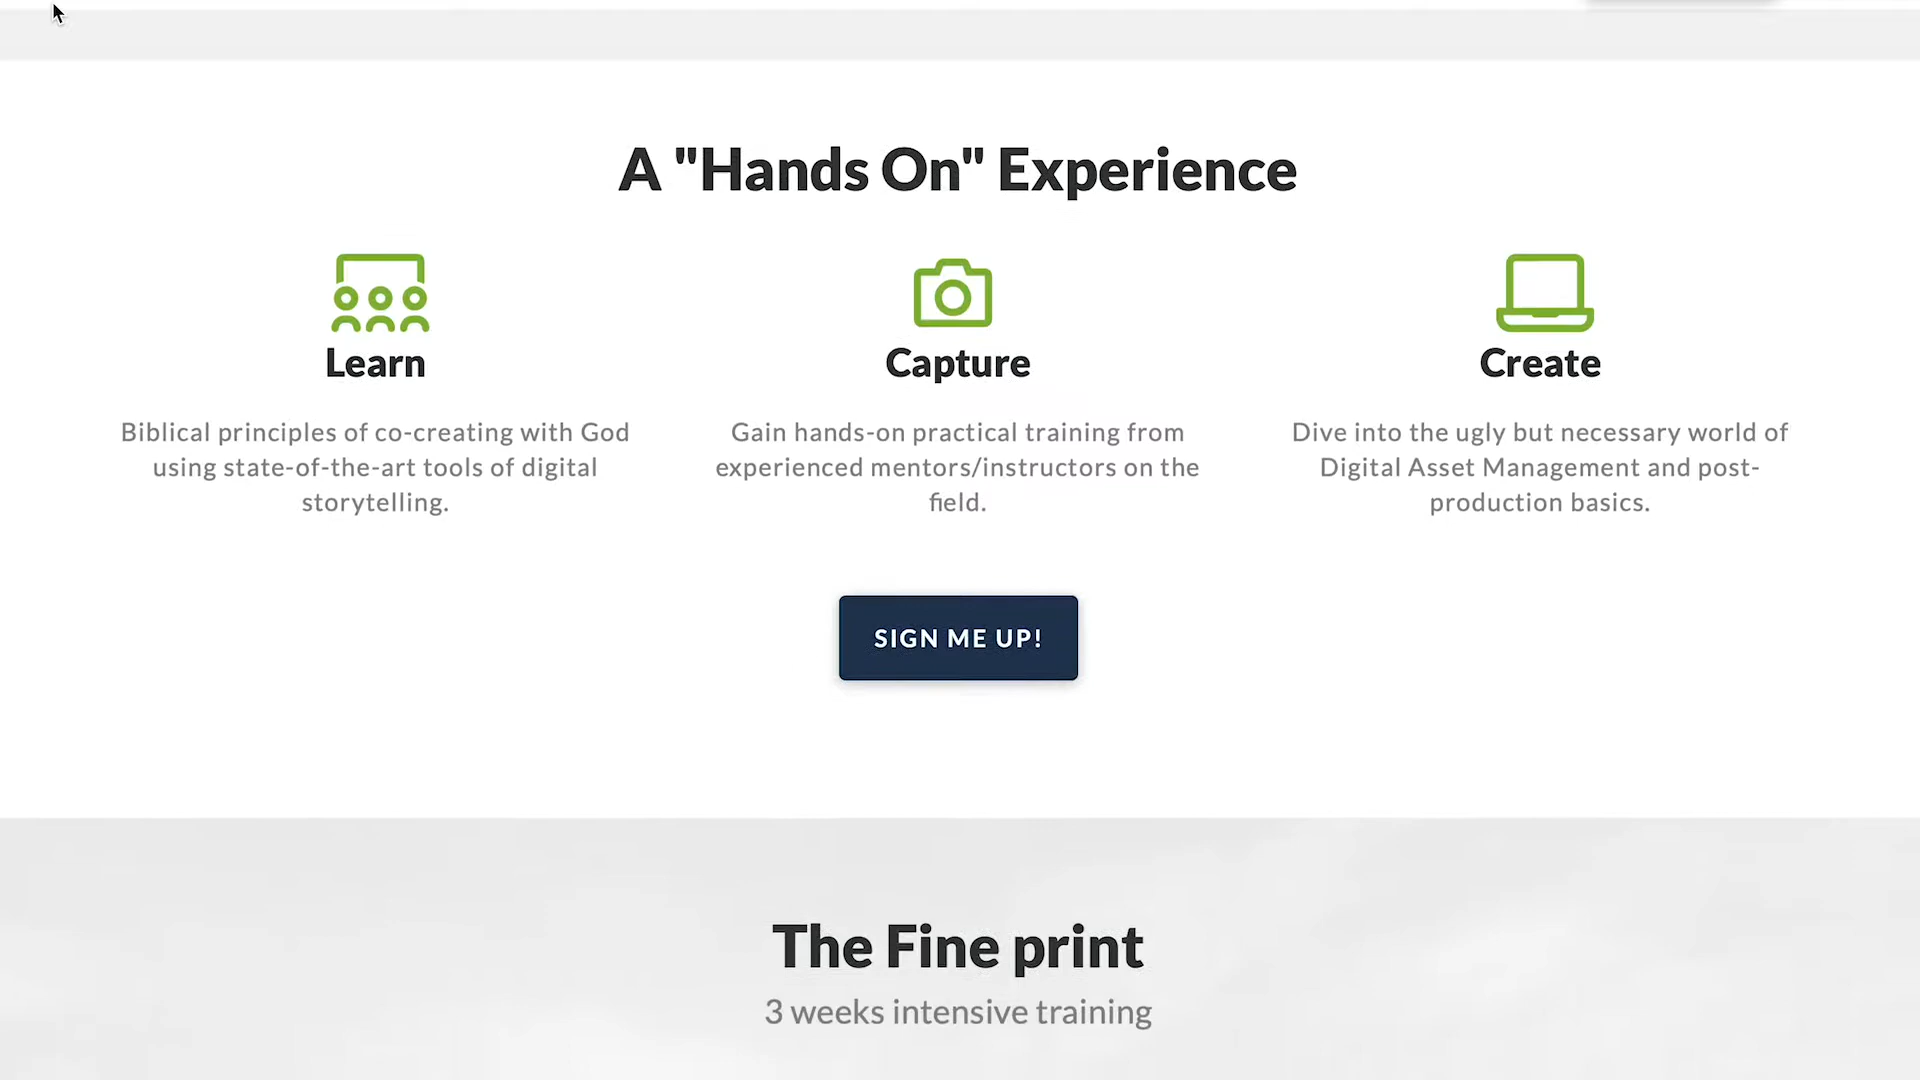 A "Hands On" Experience
Learn
Biblical principles of co-creating with God
using state-of-the-art tools of digital
storytelling.
Capture
Gain hands-on practical training from
experienced mentors/instructors on the
field.
Create
Dive into the ugly but necessary world of
Digital Asset Management and post-
production basics.
SIGN ME UP!
The Fine print
3 weeks intensive training